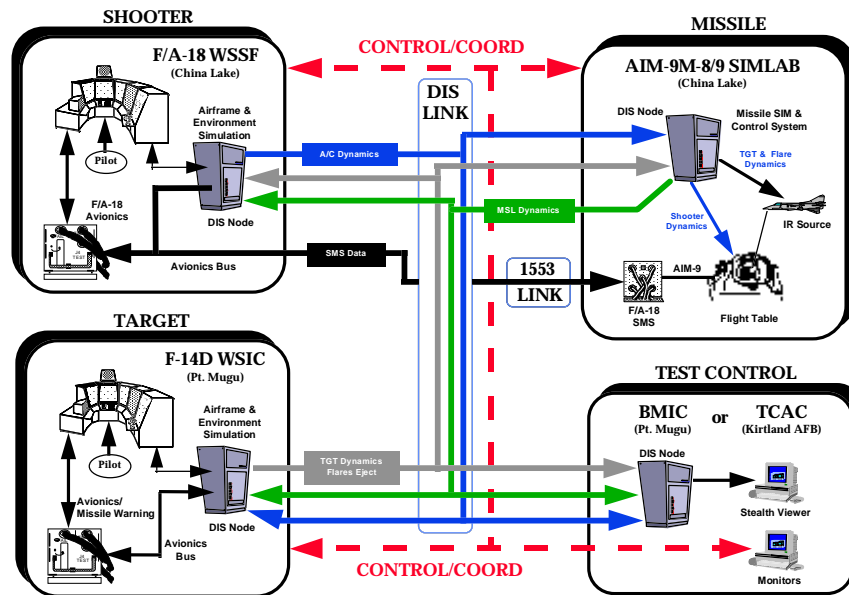 SHOOTER
F/A-18 WSSF
(China Lake)
Airframe &
Environment
Simulation
Pilot
F/A-18
Avionics
DIS Node
J4
TEST
Avionics Bus
CONTROL/COORD
DIS
LINK
A/C Dynamics
MSL Dynamics
SMS Data
1553
LINK
MISSILE
AIM-9M-8/9 SIMLAB
(China Lake)
DIS Node
Missile SIM &
Control System
TGT & Flare
Dynamics
Shooter
Dynamics
IR Source
AIM-9
F/A-18
SMS
Flight Table
TARGET
F-14D WSIC
(Pt. Mugu)
Airframe &
Environment
Simulation
Pilot
Avionics/
Missile Warning
DIS Node
J4
TEST
Avionics
Bus
TGT Dynamics
Flares Eject
CONTROL/COORD
TEST CONTROL
BMIC or TCAC
(Pt. Mugu) (Kirtland AFB)
DIS Node
Stealth Viewer
Monitors